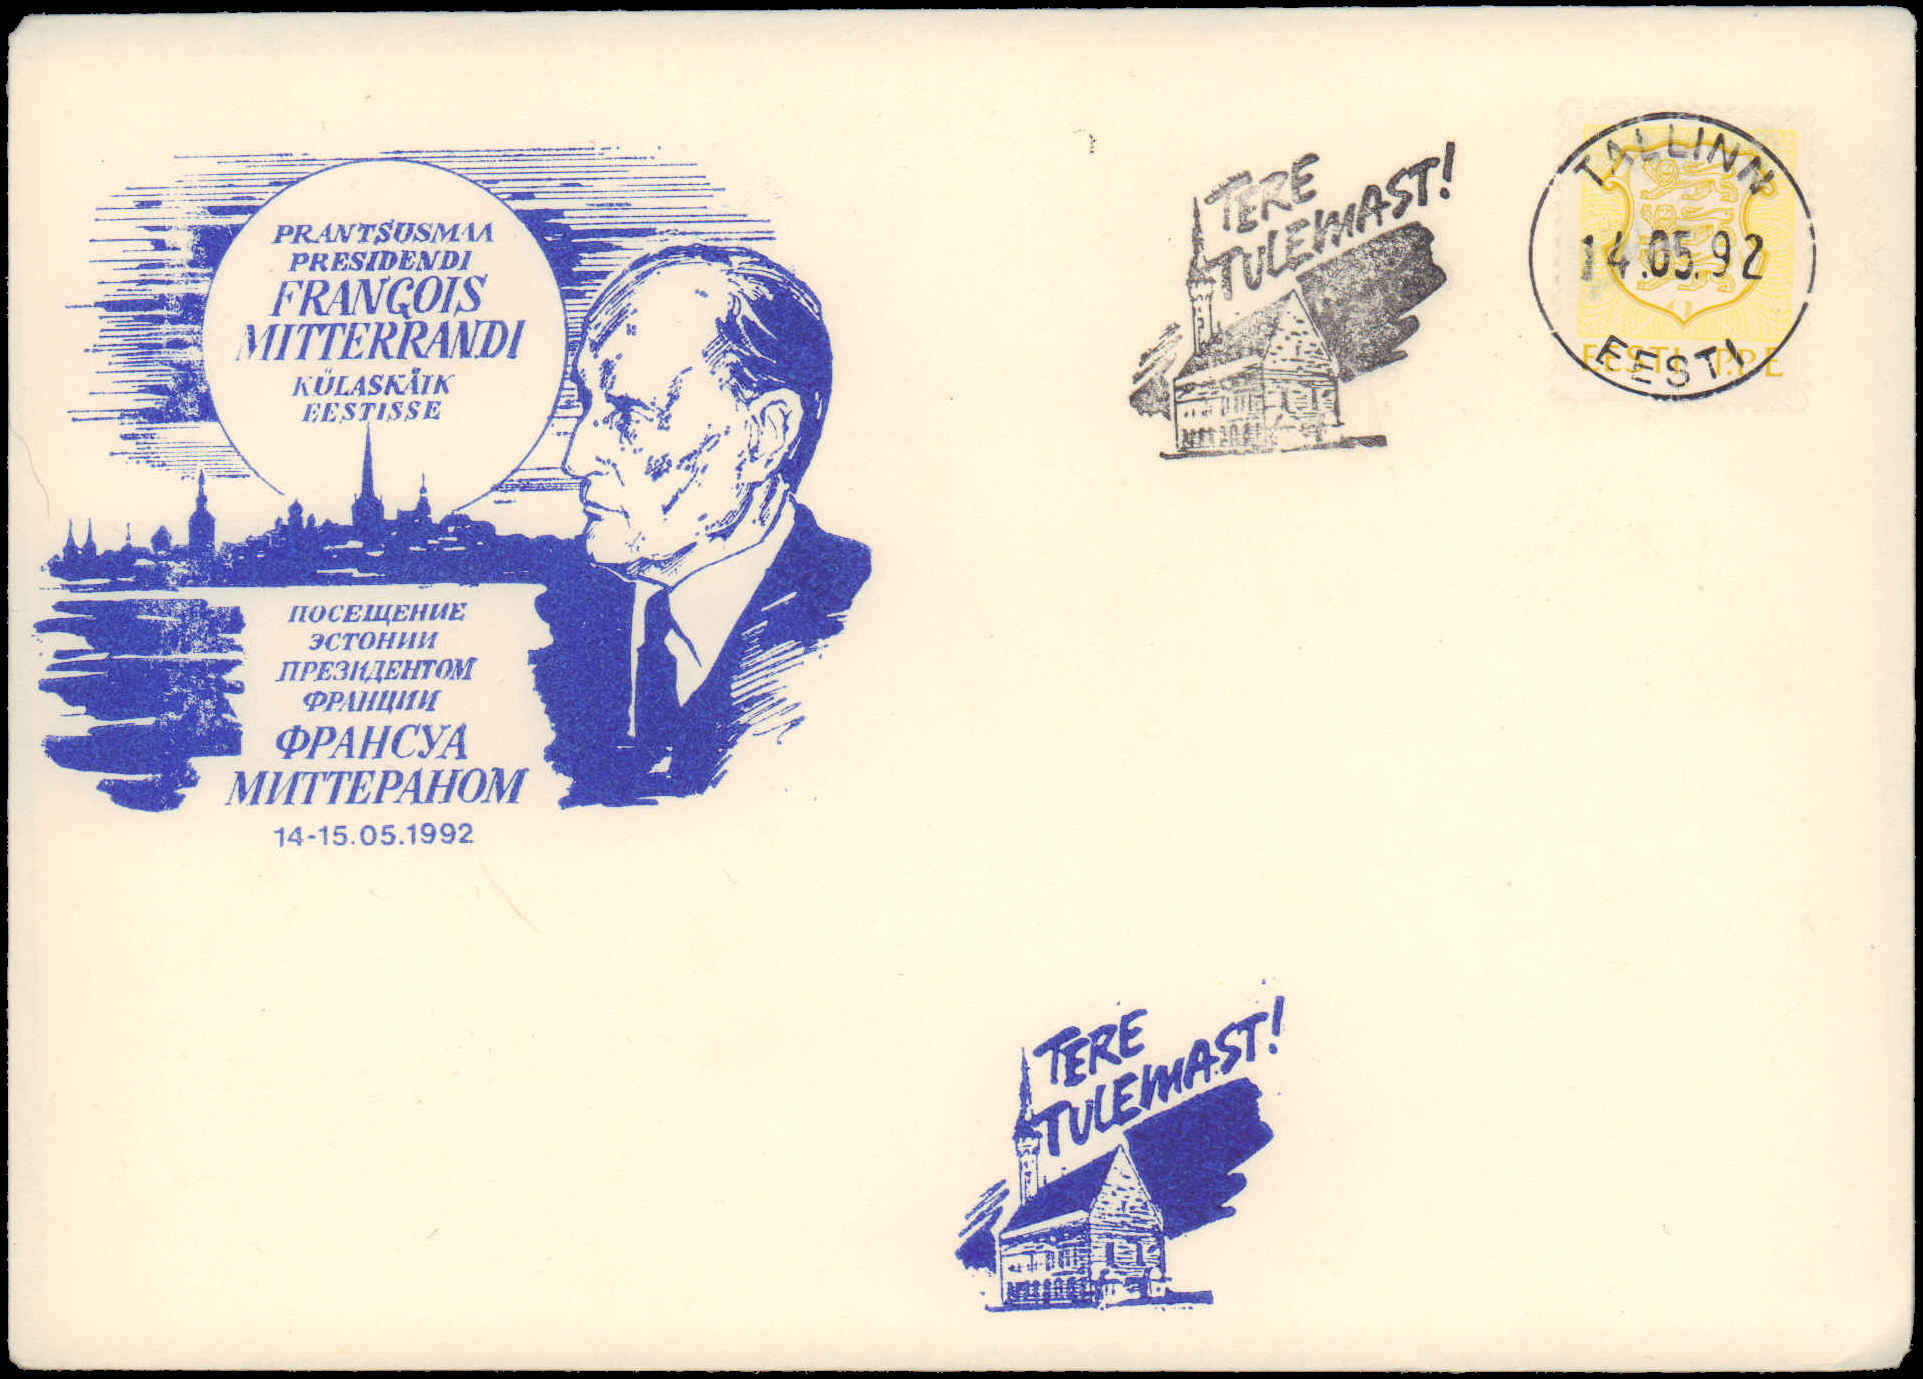 PRANTSUSMAA
PRESIDENDI
FRANÇOIS
MITTERRANDI
KÜLASKÄIK
EESTISSE
ПОСЕЩЕНИЕ
ЭСТОНИИ
ПРЕЗИДЕНТОМ
ФРАНЦИИ
ФРАНСУА
МИТТЕРАНОМ
14-15.05.1992
TERE
TULEMAST!
TALLINN
14.05.92
EESTI
EESTI P.P.E
TERE
TULEMAST!